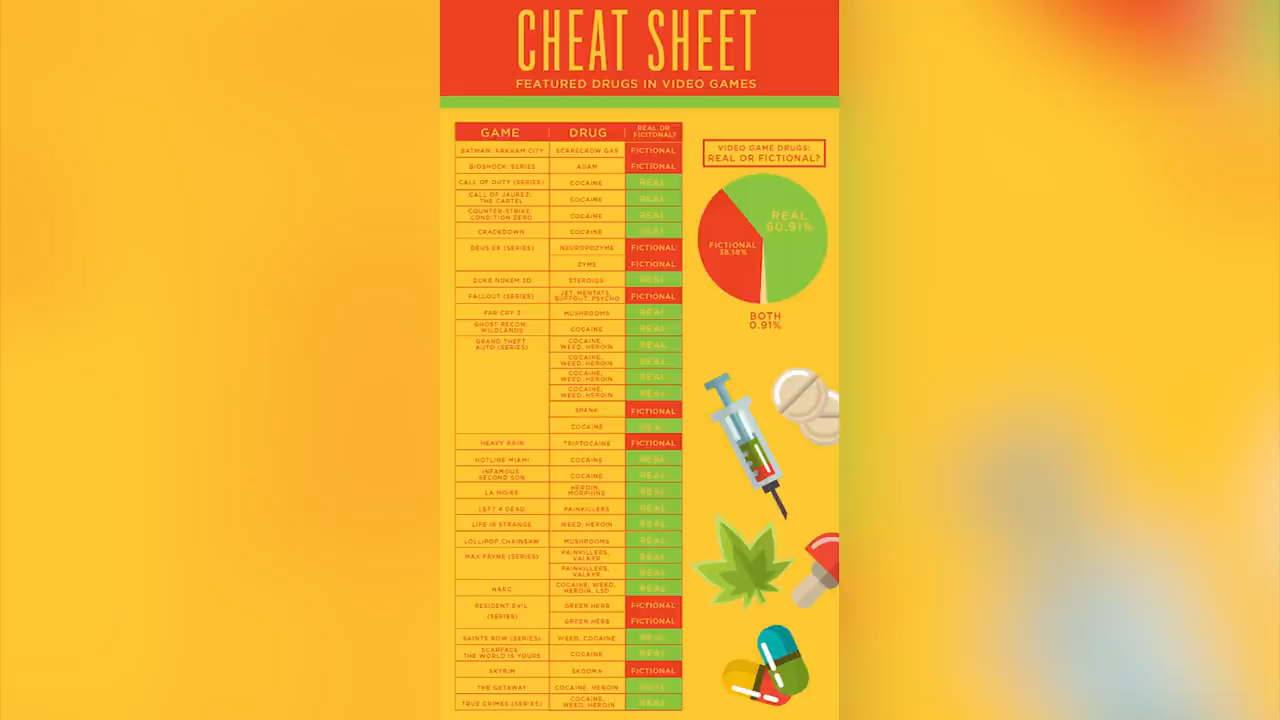 CHEAT SHEET
FEATURED DRUGS IN VIDEO GAMES
GAME DRUG REAL OR FICITONAL?
BATMAN: ARKHAM CITY SCARECROW GAS FICTIONAL
BIOSHOCK: SERIES ADAM FICTIONAL
CALL OF DUTY (SERIES) COCAINE REAL
CALL OF JAUREZ: THE CARTEL COCAINE REAL
COUNTER-STRIKE: CONDITION ZERO COCAINE REAL
CRACKDOWN COCAINE REAL
DEUS EX (SERIES) NEUROPOZYME FICTIONAL
ZYME FICTIONAL
DUKE NUKEM 3D STEROIDS REAL
FALLOUT (SERIES) JET, MENTATS, BUFFOUT, PSYCHO FICTIONAL
FAR CRY 3 MUSHROOMS REAL
GHOST RECON: WILDLANDS COCAINE REAL
GRAND THEFT AUTO (SERIES) COCAINE, WEED, HEROIN REAL
COCAINE, WEED, HEROIN REAL
COCAINE, WEED, HEROIN REAL
COCAINE, WEED, HEROIN REAL
SPANK FICTIONAL
COCAINE REAL
HEAVY RAIN TRIPTOCAINE FICTIONAL
HOTLINE MIAMI COCAINE REAL
INFAMOUS: SECOND SON COCAINE REAL
LA NOIRE HEROIN, MORPHINE REAL
LEFT 4 DEAD PAINKILLERS REAL
LIFE IS STRANGE WEED, HEROIN REAL
LOLLIPOP CHAINSAW MUSHROOMS REAL
MAX PAYNE (SERIES) PAINKILLERS, VALKYR REAL
PAINKILLERS, VALKYR REAL
NARC COCAINE, WEED, HEROIN, LSD REAL
RESIDENT EVIL (SERIES) GREEN HERB FICTIONAL
GREEN HERB FICTIONAL
SAINTS ROW (SERIES) WEED, COCAINE REAL
SCARFACE: THE WORLD IS YOURS COCAINE REAL
SKYRIM SKOOMA FICTIONAL
THE GETAWAY COCAINE, HEROIN REAL
TRUE CRIMES (SERIES) COCAINE, WEED, HEROIN REAL
VIDEO GAME DRUGS:
REAL OR FICTIONAL?
REAL
60.91%
FICTIONAL
38.18%
BOTH
0.91%